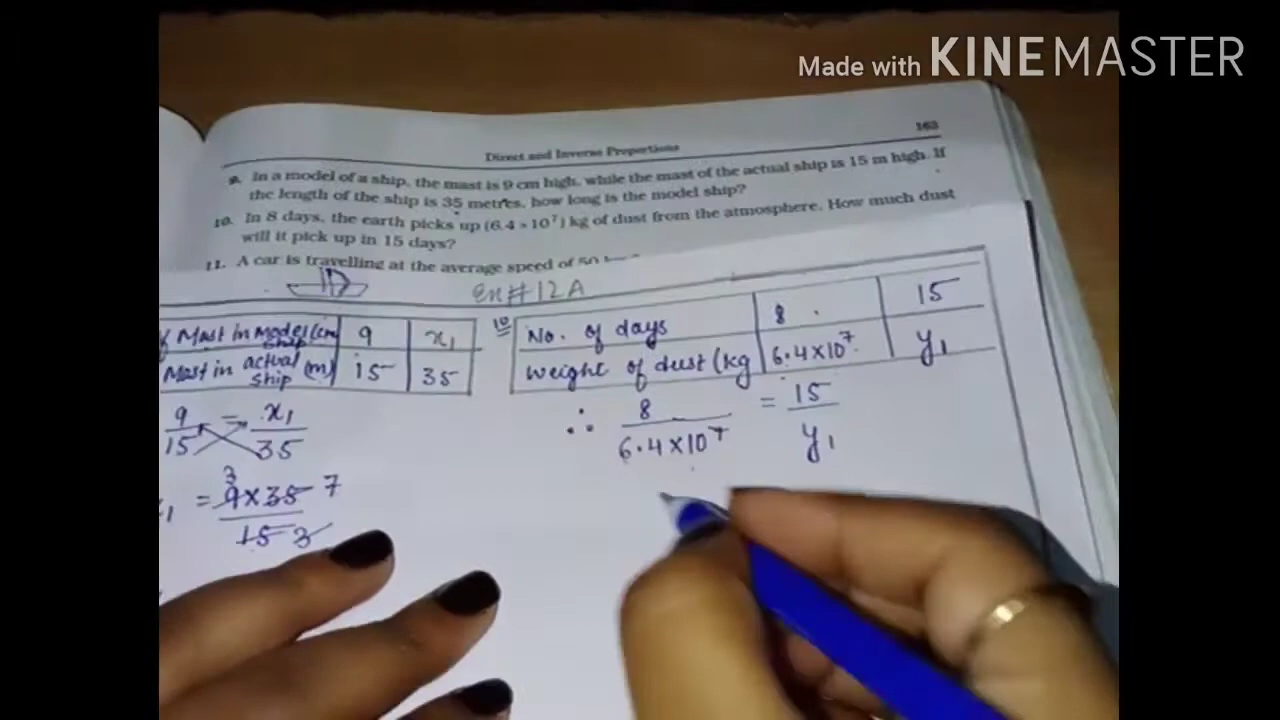 Made with KINEMASTER
163
Direct and Inverse Proportions
9. In a model of a ship, the mast is 9 cm high, while the mast of the actual ship is 15 m high. If
the length of the ship is 35 metres, how long is the model ship?
10. In 8 days, the earth picks up (6.4 × 10⁷) kg of dust from the atmosphere. How much dust
will it pick up in 15 days?
11. A car is travelling at the average speed of 50
Ex # 12A
Mast in model (cm) ship 9 x₁
Mast in actual (m) ship 15 35
9/15 = x₁/35
= 9×35 7
3
15 3
10
No. of days 8 15
Weight of dust (kg 6.4×10⁷ y₁
∴ 8/6.4×10⁷ = 15/y₁